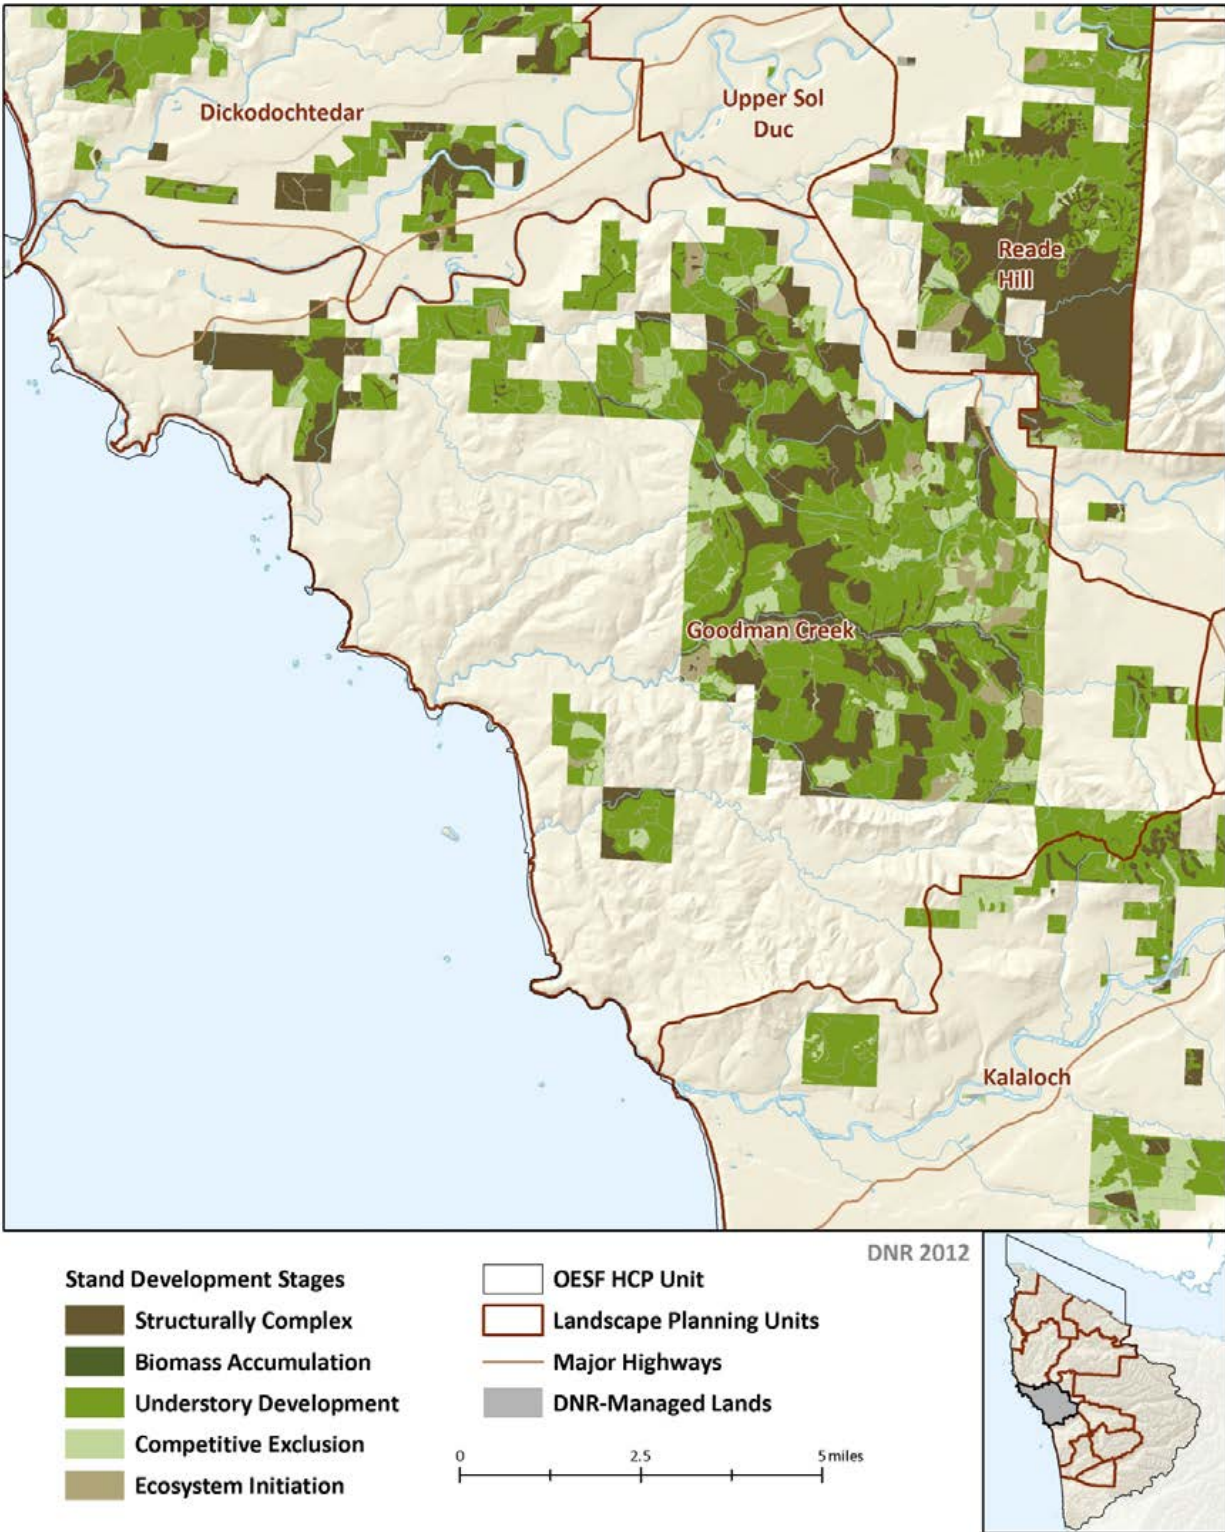 Dickodochtedar
Upper Sol
Duc
Reade
Hill
Goodman Creek
Kalaloch
DNR 2012
Stand Development Stages
Structurally Complex
Biomass Accumulation
Understory Development
Competitive Exclusion
Ecosystem Initiation
OESF HCP Unit
Landscape Planning Units
Major Highways
DNR-Managed Lands
0 2.5 5 miles